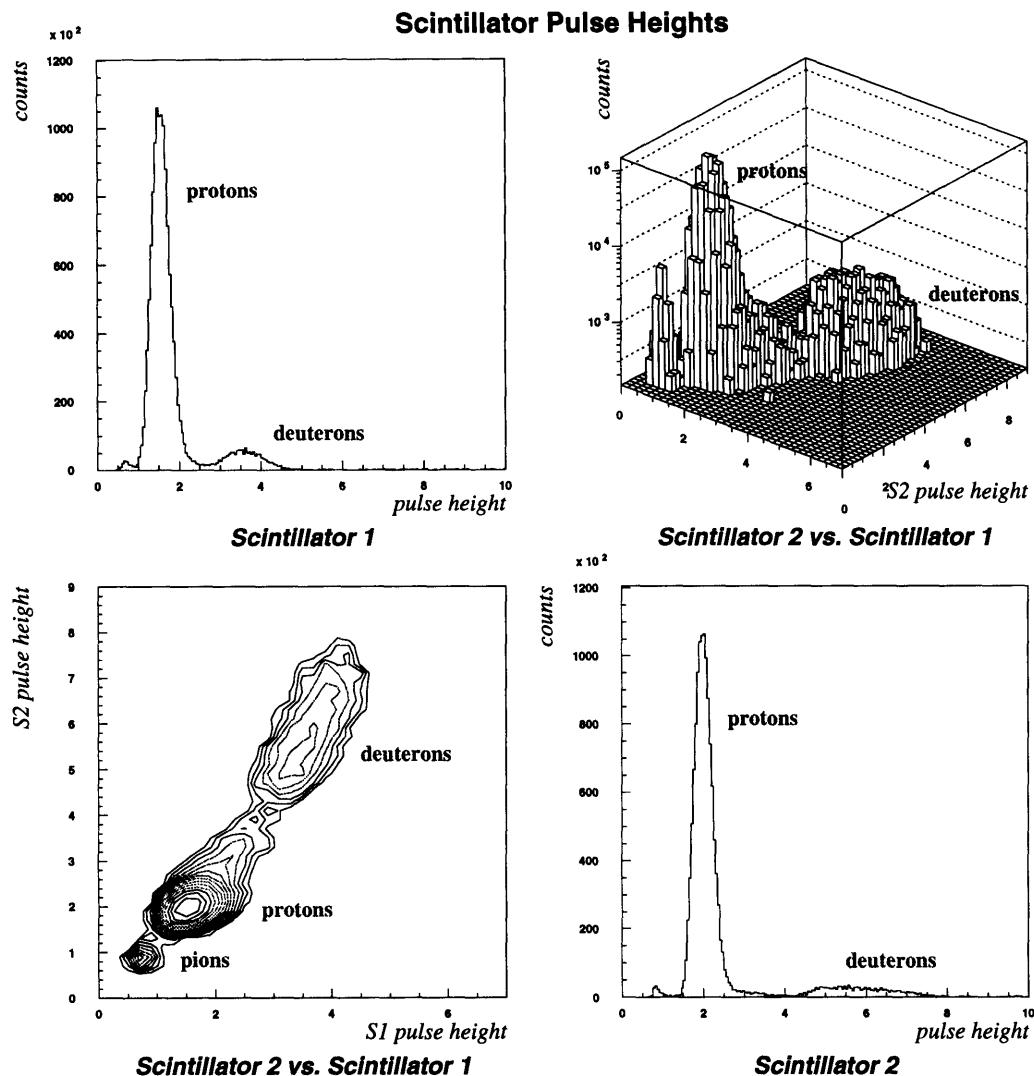 Scintillator Pulse Heights
x 10²
counts
1200
1000
800
600
400
200
0
protons
deuterons
0 2 4 6 8 10
pulse height
Scintillator 1
counts
10⁵
10⁴
10³
protons
deuterons
0 2 4 6
0 2 4 6 8
S2 pulse height
Scintillator 2 vs. Scintillator 1
S2 pulse height
9
8
7
6
5
4
3
2
1
0
deuterons
protons
pions
0 2 4 6
S1 pulse height
Scintillator 2 vs. Scintillator 1
x 10²
counts
1200
1000
800
600
400
200
0
protons
deuterons
0 2 4 6 8 10
pulse height
Scintillator 2